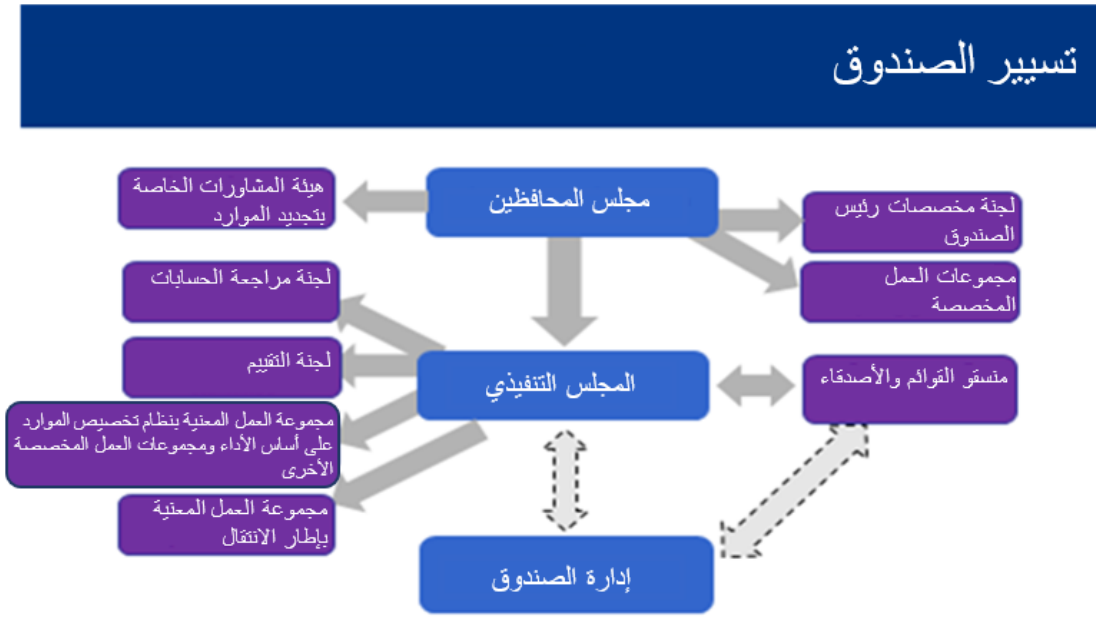 تسيير الصندوق
مجلس المحافظين
لجنة مخصصات رئيس
الصندوق
مجموعات العمل
المخصصة
هيئة المشاورات الخاصة
بتجديد الموارد
المجلس التنفيذي
منسقو القوائم والأصدقاء
لجنة مراجعة الحسابات
لجنة التقييم
مجموعة العمل المعنية بنظام تخصيص الموارد
على أساس الأداء ومجموعات العمل المخصصة
الأخرى
مجموعة العمل المعنية
بإطار الانتقال
إدارة الصندوق